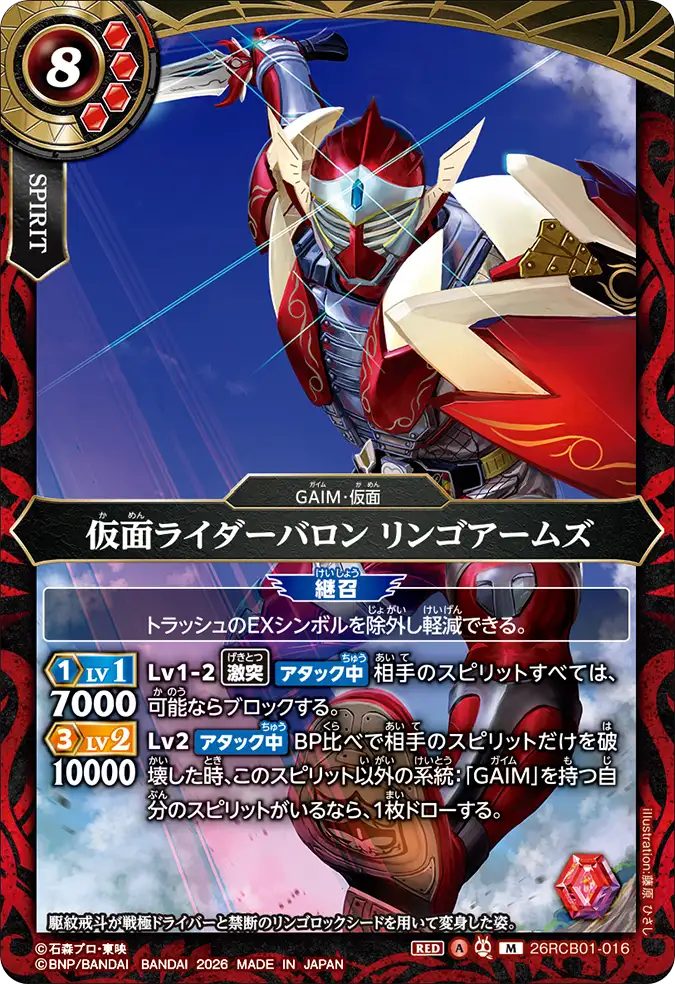 8
SPIRIT
GAIM・仮面
仮面ライダーバロン リンゴアームズ
継召
トラッシュのEXシンボルを除外し軽減できる。
1 LV1 7000
Lv1-2 激突 アタック中 相手のスピリットすべては、
可能ならブロックする。
3 LV2 10000
Lv2 アタック中 BP比べで相手のスピリットだけを破
壊した時、このスピリット以外の系統:「GAIM」を持つ自
分のスピリットがいるなら、1枚ドローする。
駆紋戒斗が戦極ドライバーと禁断のリンゴロックシードを用いて変身した姿。
illustration:藤原 ひさし
©石森プロ・東映
©BNP/BANDAI BANDAI 2026 MADE IN JAPAN
RED A M 26RCB01-016